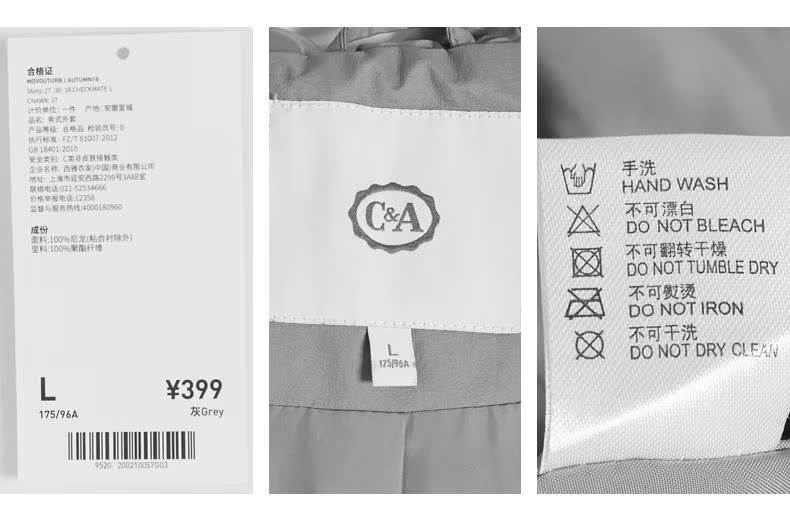 合格证
MOVOUTURB / AUTUMN18
Story:27, 30, 18.CHECKMATE 1
CNAWK: 27
计价单位: 一件 产地: 安徽宣城
品名: 男式外套
产品等级: 合格品 检验员号:0
执行标准: FZ/T 81007-2012
GB 18401-2010
安全类别: C类非皮肤接触类
企业名称: 西雅衣家(中国)商业有限公司
地址: 上海市延安西路2299号3A88室
联络电话:021-52534666
价格举报电话:12358
监督与服务热线:4000180960
成份
面料:100%尼龙(粘合衬除外)
里料:100%聚酯纤维
L ¥399
175/96A 灰Grey
9520 200210057G03
C&A
L
175/96A
手洗
HAND WASH
不可漂白
DO NOT BLEACH
不可翻转干燥
DO NOT TUMBLE DRY
不可熨烫
DO NOT IRON
不可干洗
DO NOT DRY CLEAN